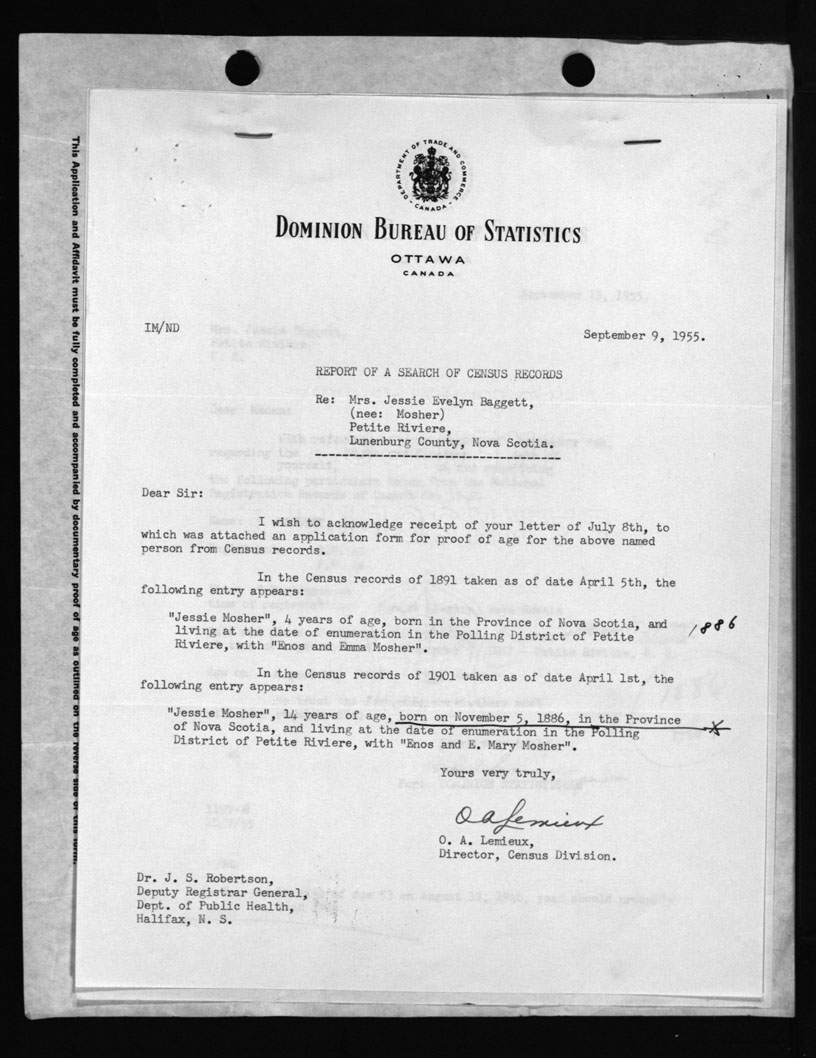 DEPARTMENT OF TRADE AND COMMERCE
- CANADA -
DOMINION BUREAU OF STATISTICS
OTTAWA
CANADA
IM/ND
September 9, 1955.
REPORT OF A SEARCH OF CENSUS RECORDS
Re: Mrs. Jessie Evelyn Baggett,
(nee: Mosher)
Petite Riviere,
Lunenburg County, Nova Scotia.
Dear Sir:
I wish to acknowledge receipt of your letter of July 8th, to
which was attached an application form for proof of age for the above named
person from Census records.
In the Census records of 1891 taken as of date April 5th, the
following entry appears:
"Jessie Mosher", 4 years of age, born in the Province of Nova Scotia, and
living at the date of enumeration in the Polling District of Petite
Riviere, with "Enos and Emma Mosher".
1886
In the Census records of 1901 taken as of date April 1st, the
following entry appears:
"Jessie Mosher", 14 years of age, born on November 5, 1886, in the Province
of Nova Scotia, and living at the date of enumeration in the Polling
District of Petite Riviere, with "Enos and E. Mary Mosher".
X
Yours very truly,
O A Lemieux
O. A. Lemieux,
Director, Census Division.
Dr. J. S. Robertson,
Deputy Registrar General,
Dept. of Public Health,
Halifax, N. S.
This Application and Affidavit must be fully completed and accompanied by documentary proof of age as outlined on the reverse side of this form.